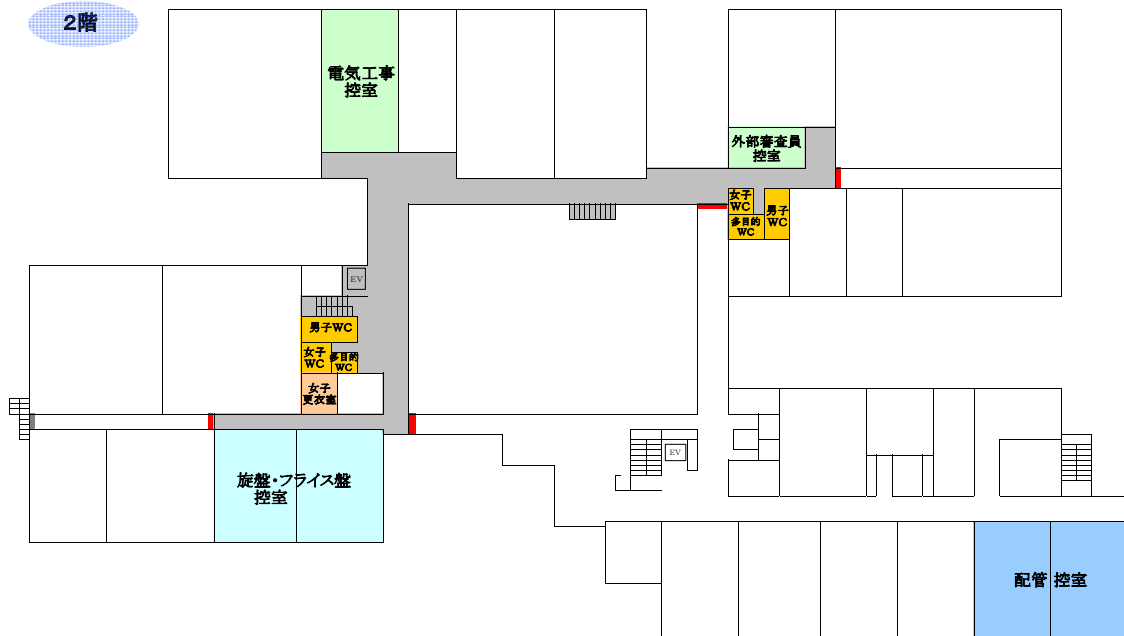 2階
電気工事
控室
外部審査員
控室
女子
WC
男子
WC
多目的
WC
EV
男子WC
女子
WC
多目的
WC
女子
更衣室
旋盤・フライス盤
控室
EV
配管 控室